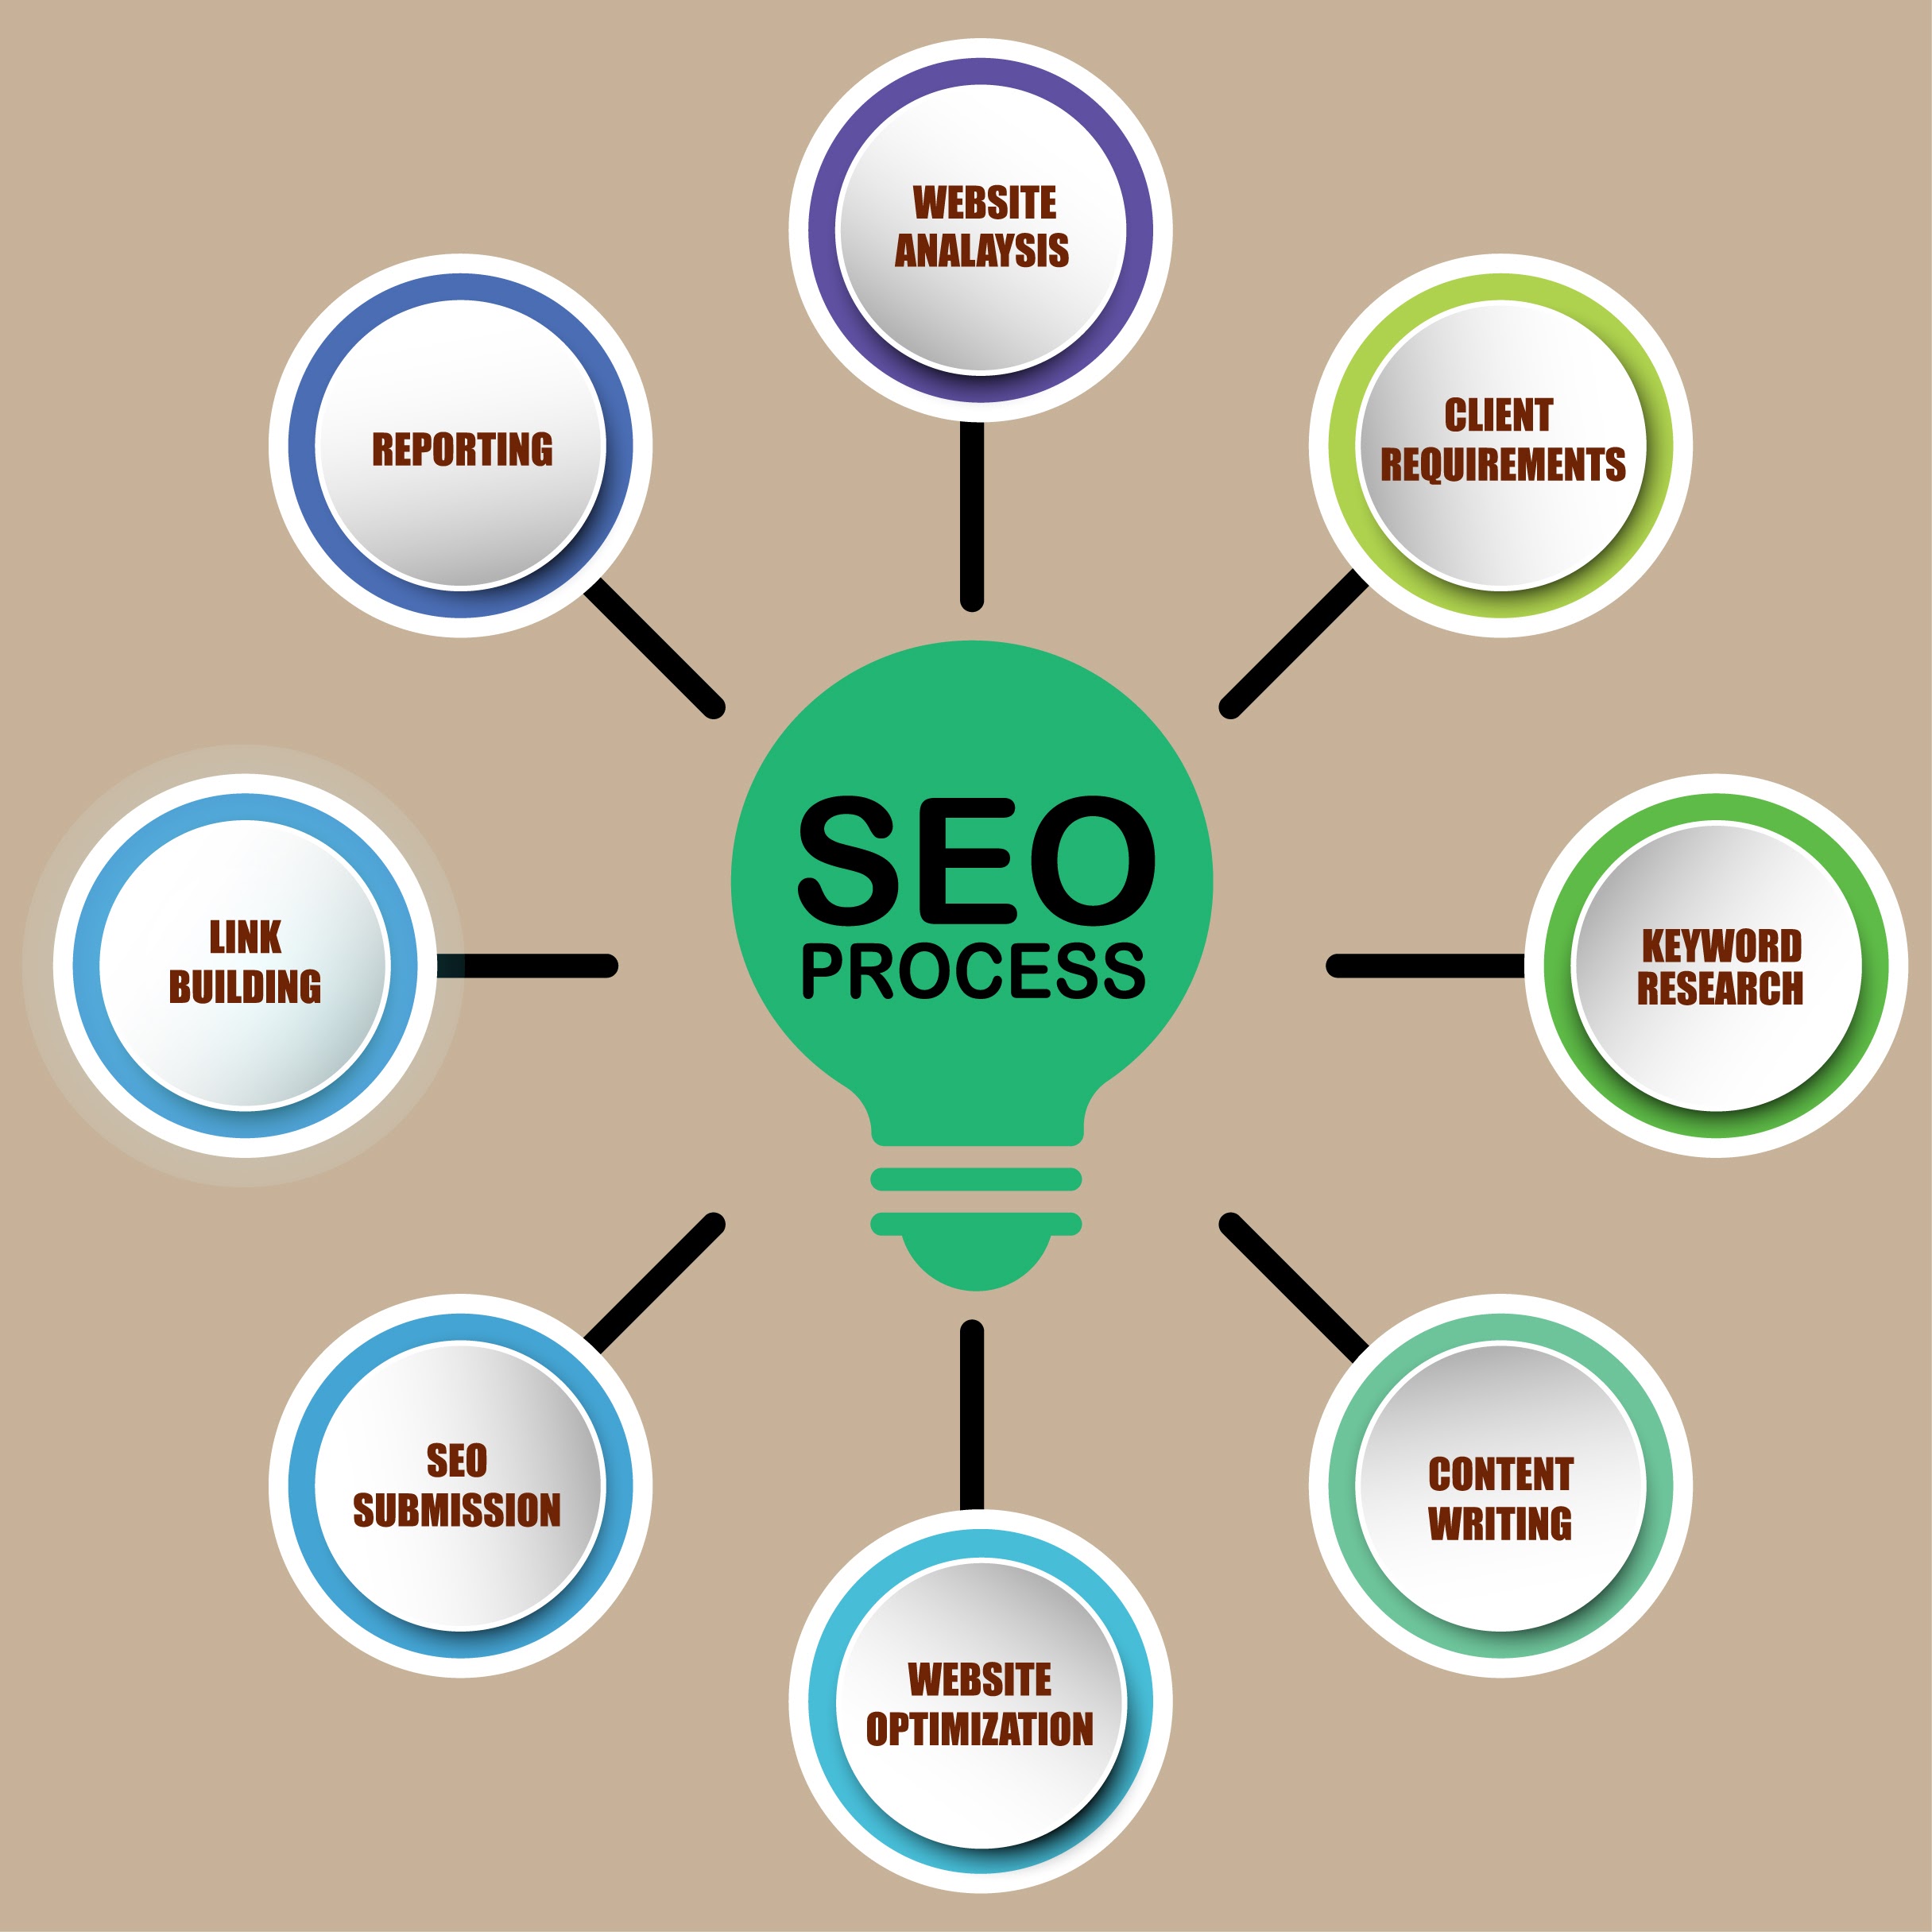 WEBSITE
ANALAYSIS
CLIENT
REQUIREMENTS
KEYWORD
RESEARCH
CONTENT
WRITING
WEBSITE
OPTIMIZATION
SEO
SUBMISSION
LINK
BUILDING
REPORTING
SEO
PROCESS